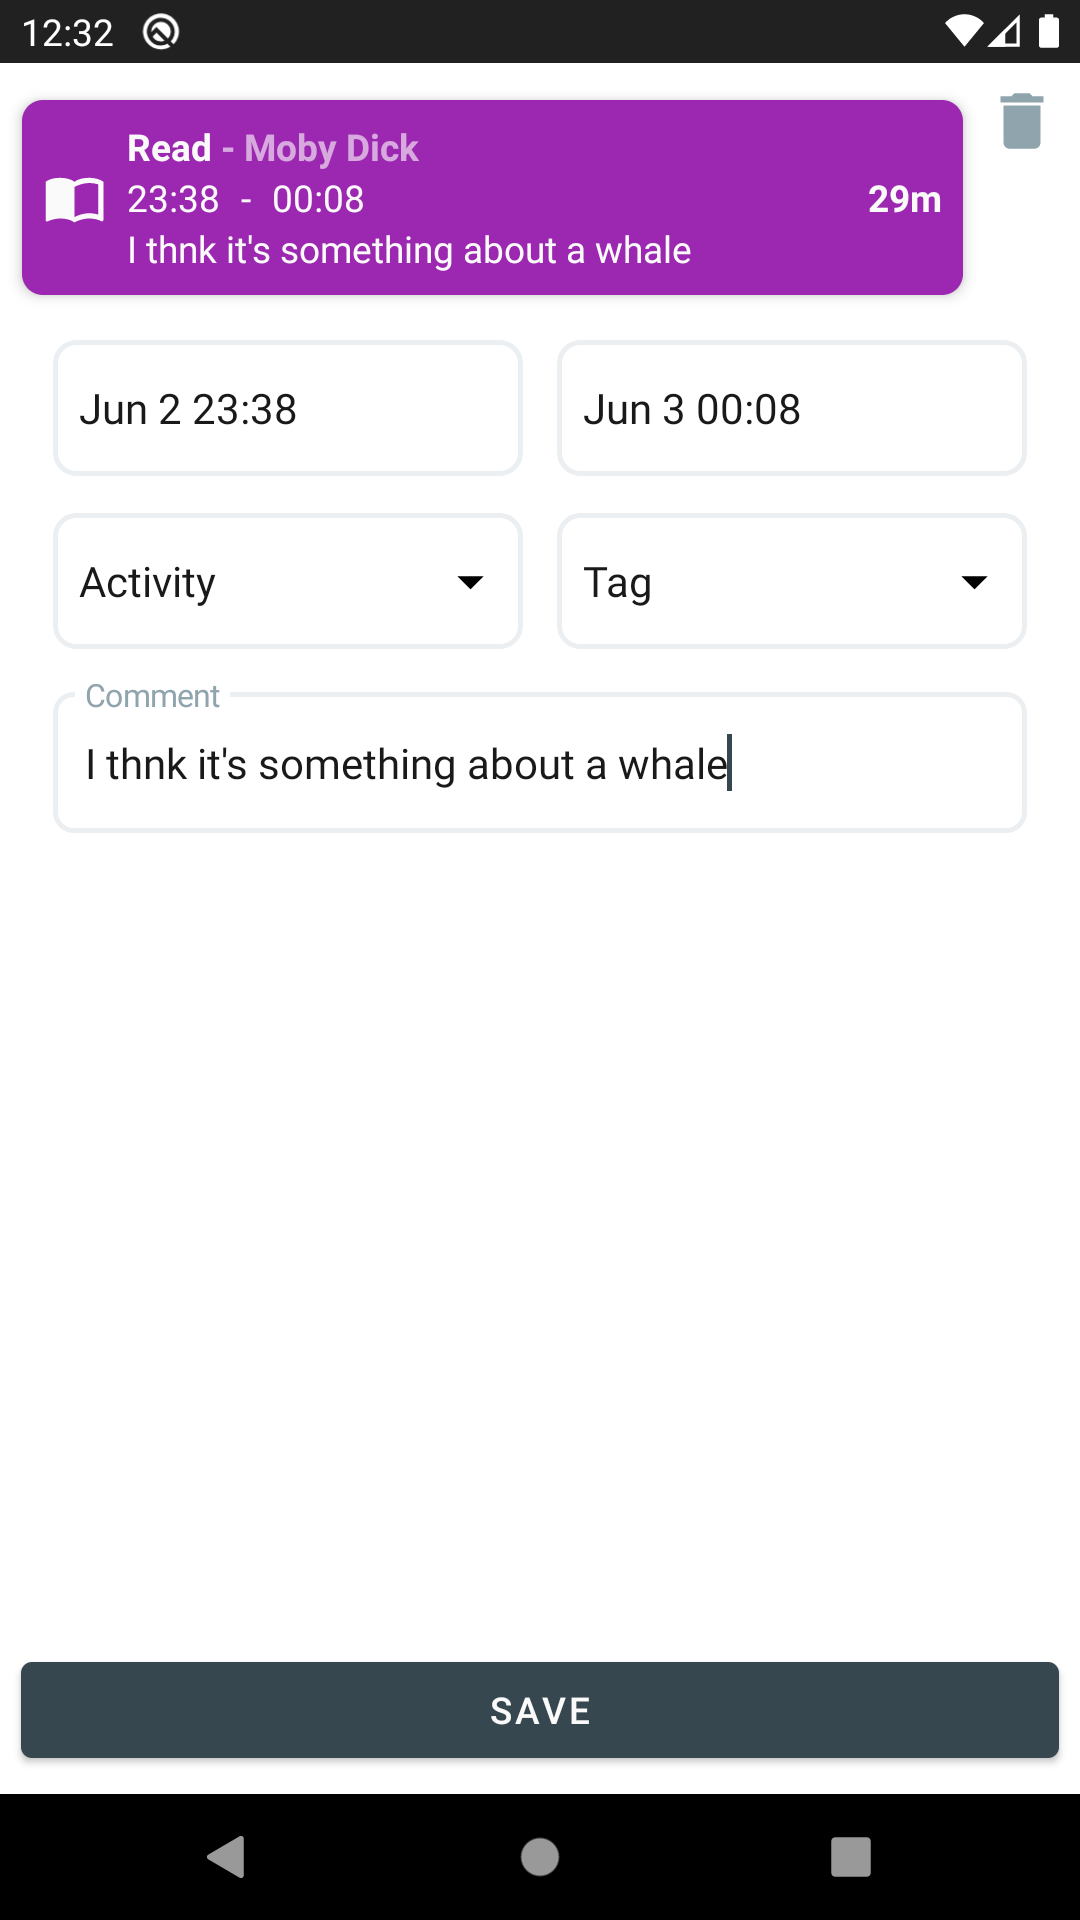 12:32
Read - Moby Dick
23:38 - 00:08
29m
I thnk it's something about a whale
Jun 2 23:38
Jun 3 00:08
Activity
Tag
Comment
I thnk it's something about a whale
SAVE